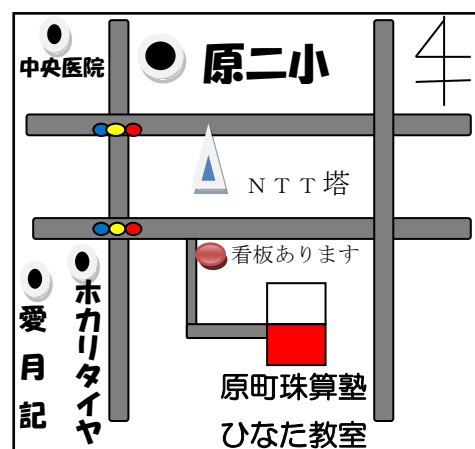 中央医院
原二小
ＮＴＴ塔
看板あります
ホカリタイヤ
愛月記
原町珠算塾
ひなた教室